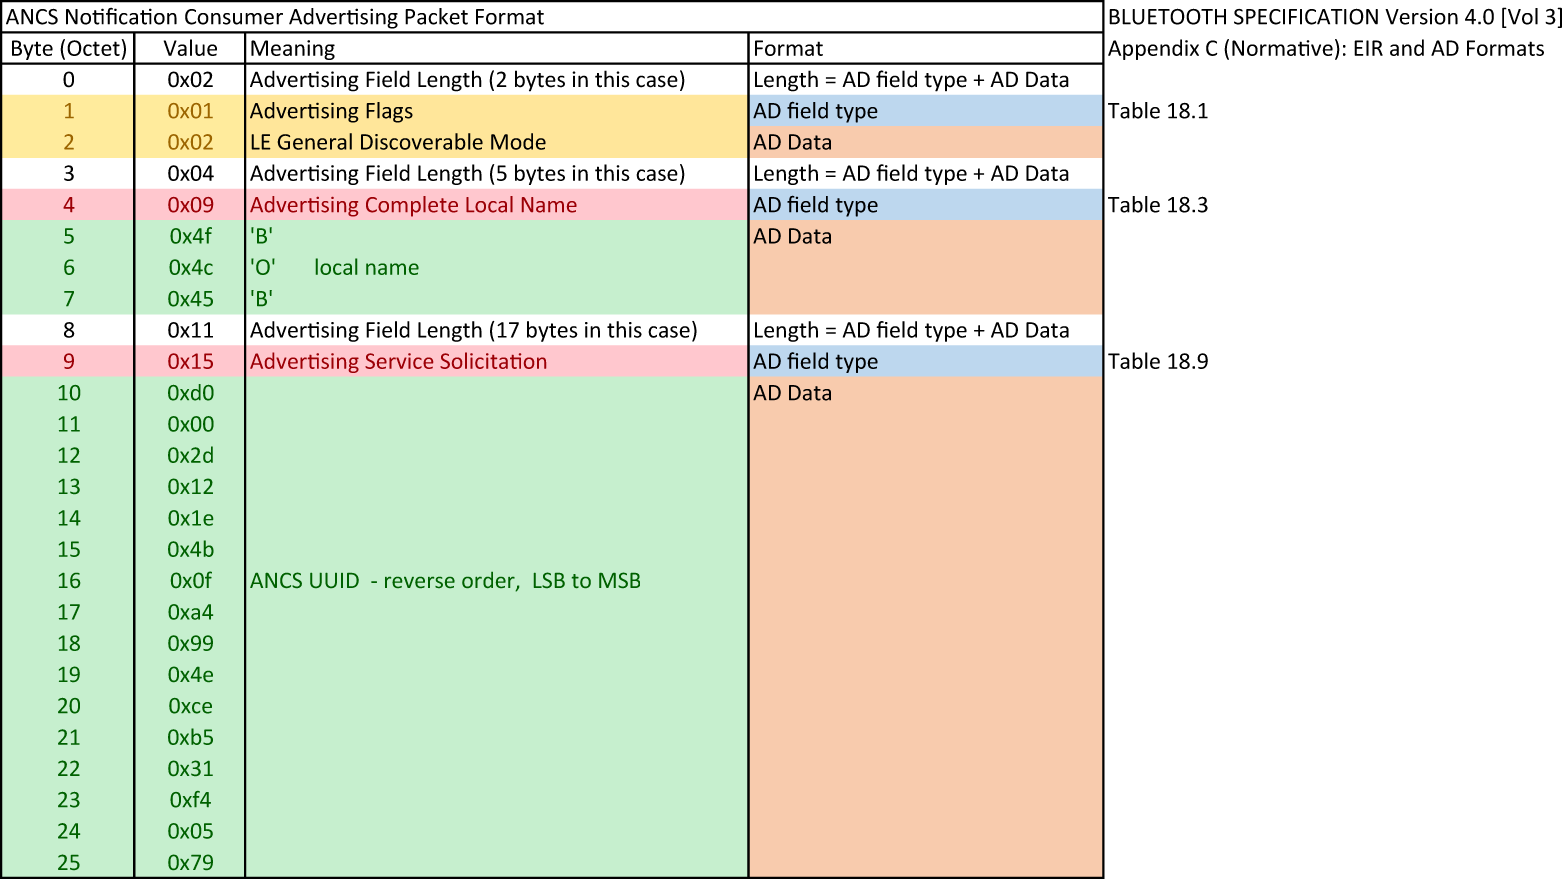 ANCS Notification Consumer Advertising Packet Format BLUETOOTH SPECIFICATION Version 4.0 [Vol 3]
Byte (Octet) Value Meaning Format Appendix C (Normative): EIR and AD Formats
0 0x02 Advertising Field Length (2 bytes in this case) Length = AD field type + AD Data
1 0x01 Advertising Flags AD field type Table 18.1
2 0x02 LE General Discoverable Mode AD Data
3 0x04 Advertising Field Length (5 bytes in this case) Length = AD field type + AD Data
4 0x09 Advertising Complete Local Name AD field type Table 18.3
5 0x4f 'B' AD Data
6 0x4c 'O' local name
7 0x45 'B'
8 0x11 Advertising Field Length (17 bytes in this case) Length = AD field type + AD Data
9 0x15 Advertising Service Solicitation AD field type Table 18.9
10 0xd0 AD Data
11 0x00
12 0x2d
13 0x12
14 0x1e
15 0x4b
16 0x0f ANCS UUID - reverse order, LSB to MSB
17 0xa4
18 0x99
19 0x4e
20 0xce
21 0xb5
22 0x31
23 0xf4
24 0x05
25 0x79